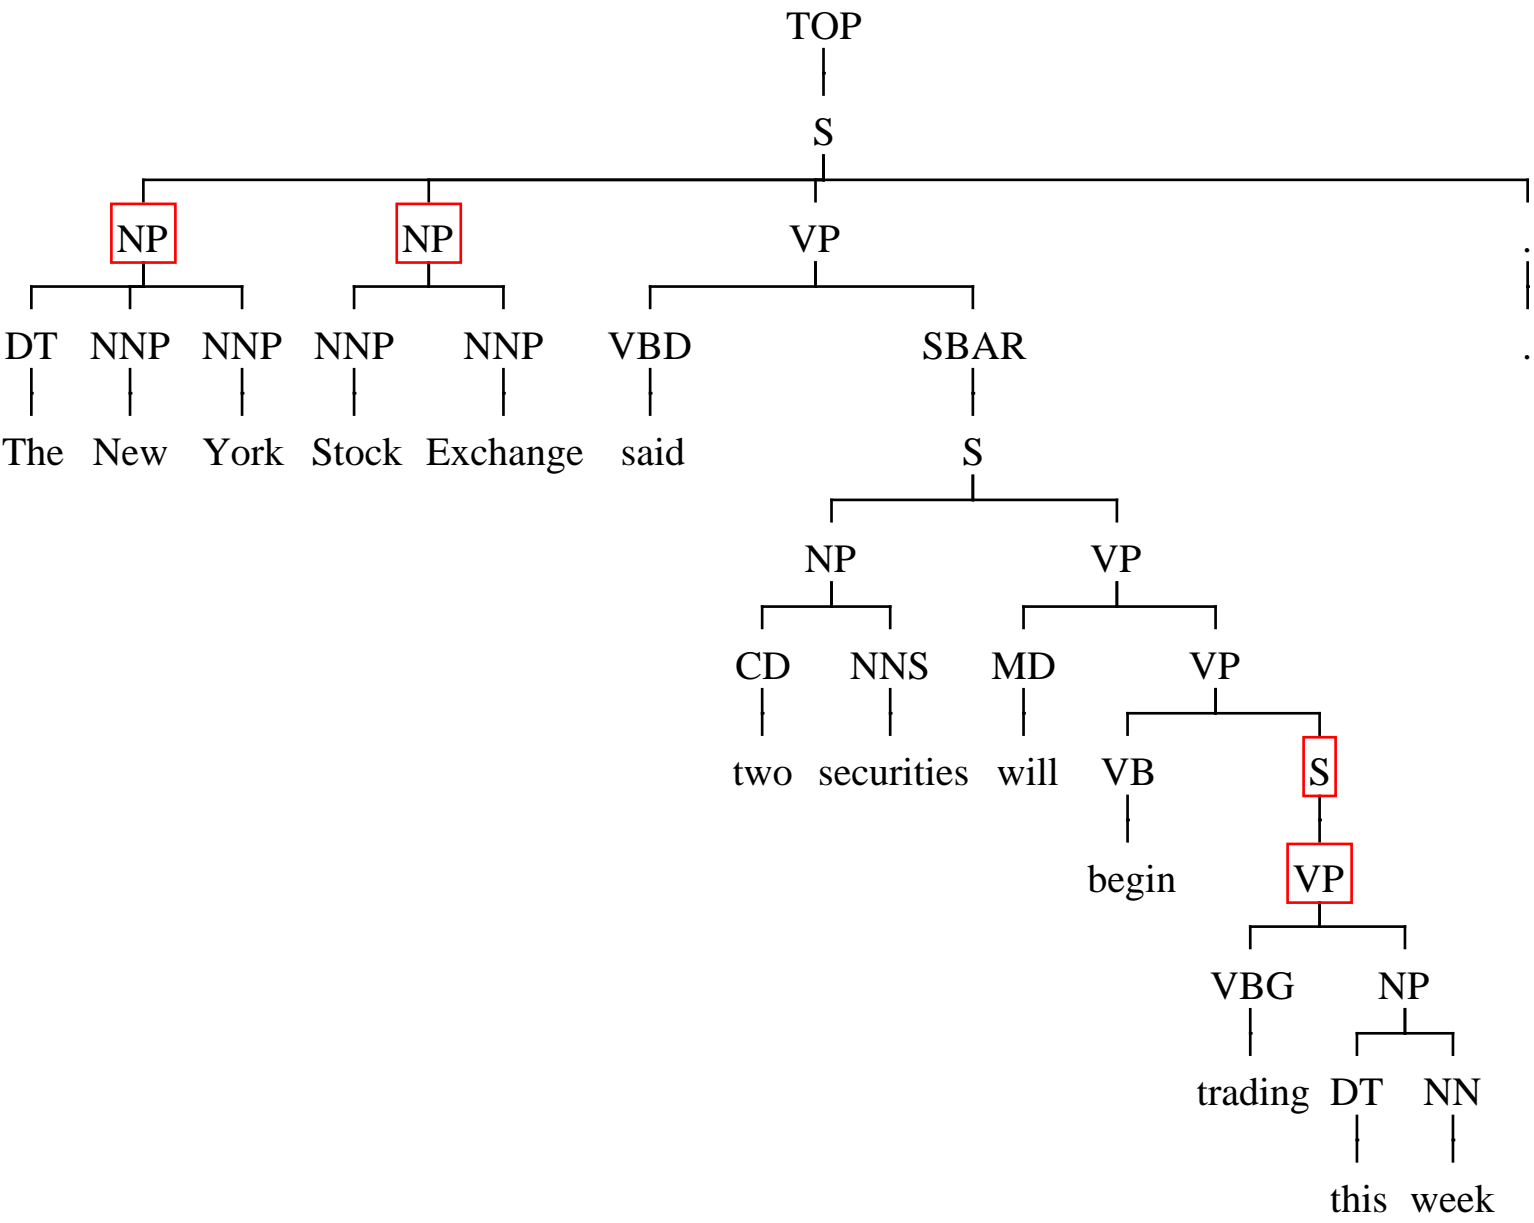 TOP
S
NP NP VP .
DT NNP NNP NNP NNP VBD SBAR .
The New York Stock Exchange said S
NP VP
CD NNS MD VP
two securities will VB S
begin VP
VBG NP
trading DT NN
this week